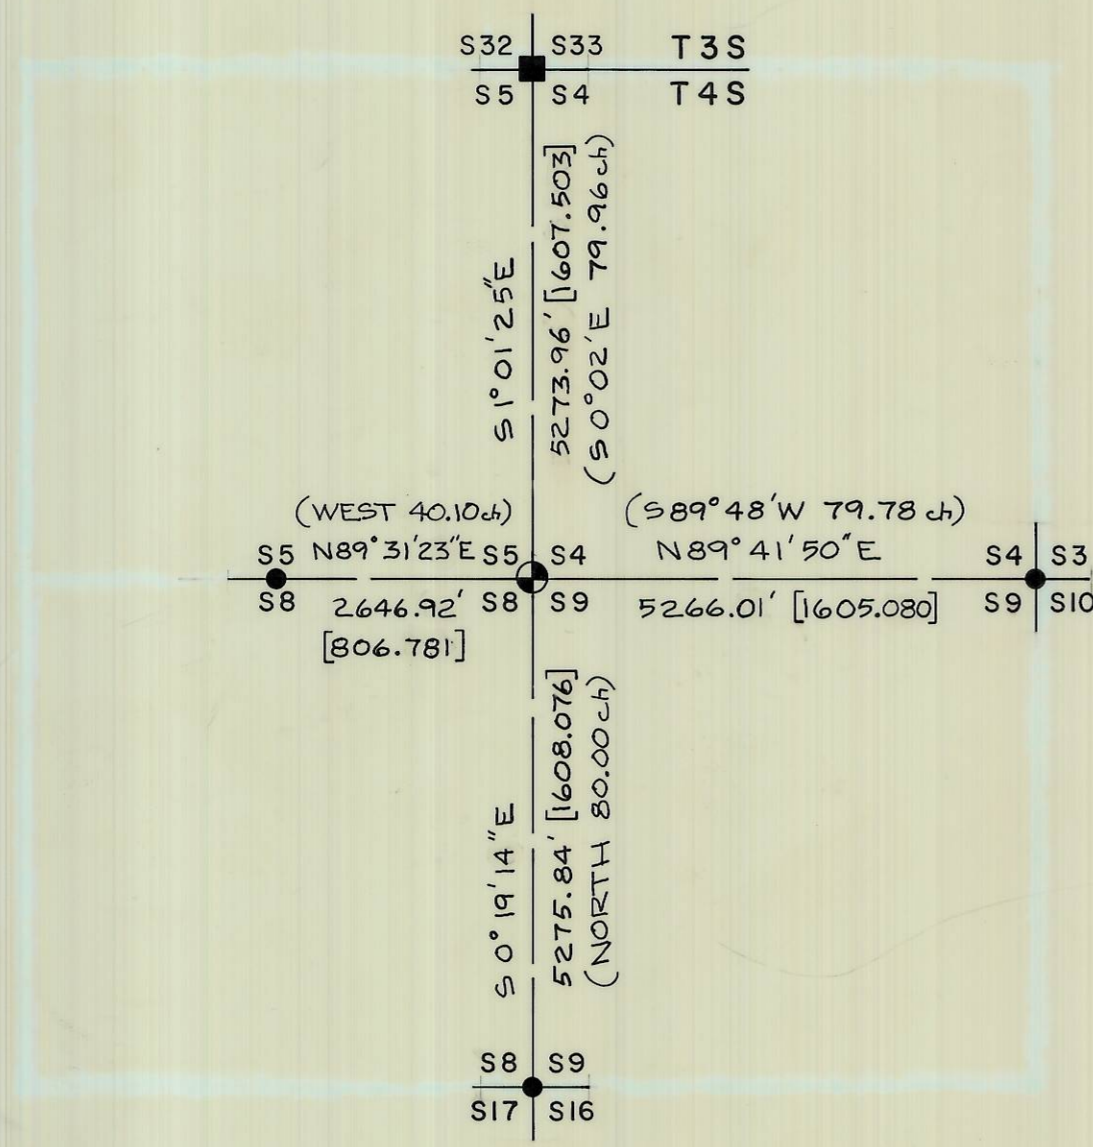 S32 S33 T3S
S5 S4 T4S
S1°01'25"E
5273.96' [1607.503]
(S0°02'E 79.96ch)
(WEST 40.10ch) (S89°48'W 79.78 ch)
S5 N89°31'23"E S5 S4 N89°41'50"E S4 S3
S8 2646.92' S8 S9 5266.01' [1605.080] S9 S10
[806.781]
S0°19'14"E
5275.84' [1608.076]
(NORTH 80.00ch)
S8 S9
S17 S16